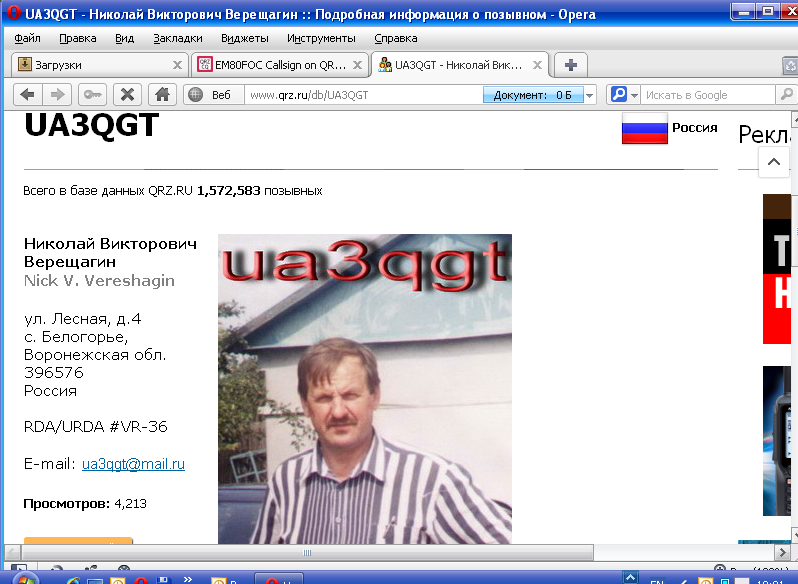 UA3QGT - Николай Викторович Верещагин :: Подробная информация о позывном - Opera
Файл Правка Вид Закладки Виджеты Инструменты Справка
Загрузки
EM80FOC Callsign on QR...
UA3QGT - Николай Вик...
Веб
www.qrz.ru/db/UA3QGT
Документ: 0 Б
Искать в Google
UA3QGT
Россия
Всего в базе данных QRZ.RU 1,572,583 позывных
Николай Викторович
Верещагин
Nick V. Vereshagin
ул. Лесная, д.4
с. Белогорье,
Воронежская обл.
396576
Россия
RDA/URDA #VR-36
E-mail: ua3qgt@mail.ru
Просмотров: 4,213
ua3qgt
EN